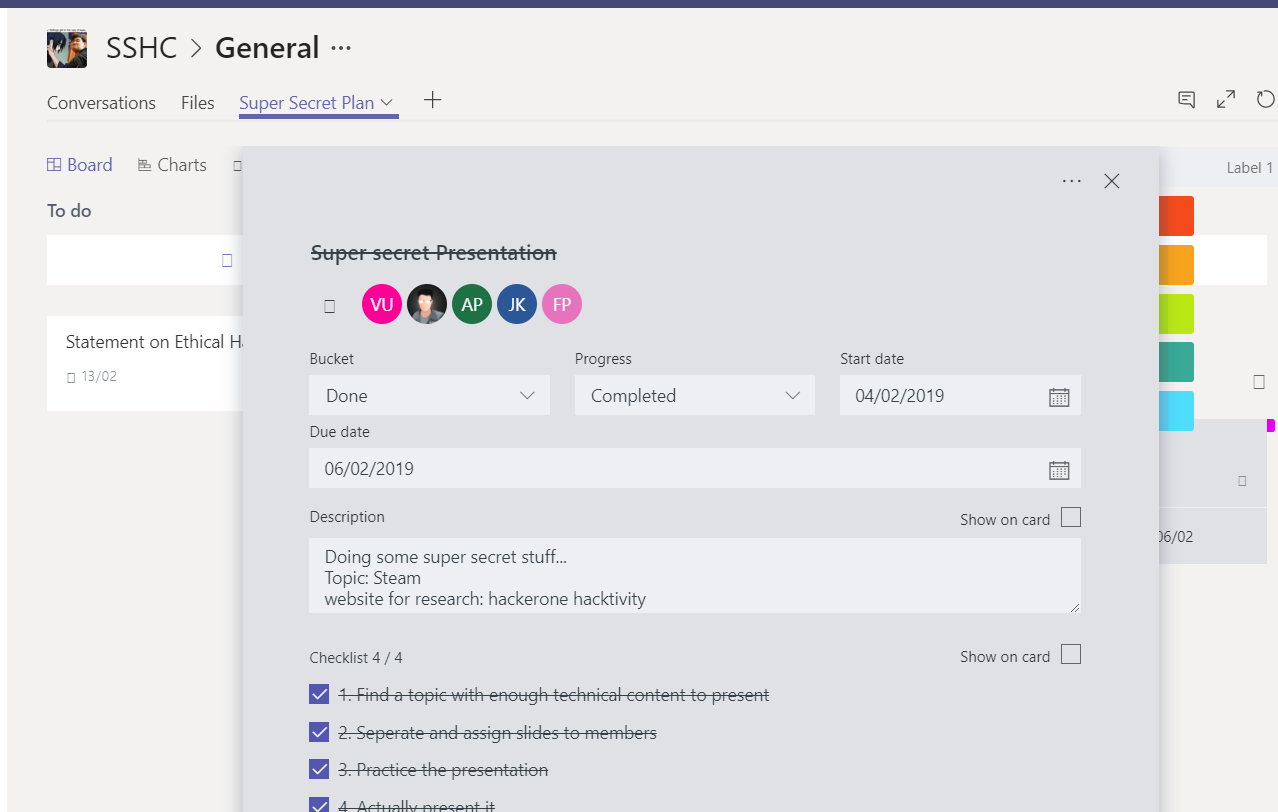 SSHC > General ...
Conversations Files Super Secret Plan
Board Charts
Label 1
To do
Statement on Ethical
13/02
Super secret Presentation
VU AP JK FP
Bucket Progress Start date
Done Completed 04/02/2019
Due date
06/02/2019
Description Show on card
Doing some super secret stuff...
Topic: Steam
website for research: hackerone hacktivity
06/02
Checklist 4 / 4 Show on card
1. Find a topic with enough technical content to present
2. Seperate and assign slides to members
3. Practice the presentation
4. Actually present it